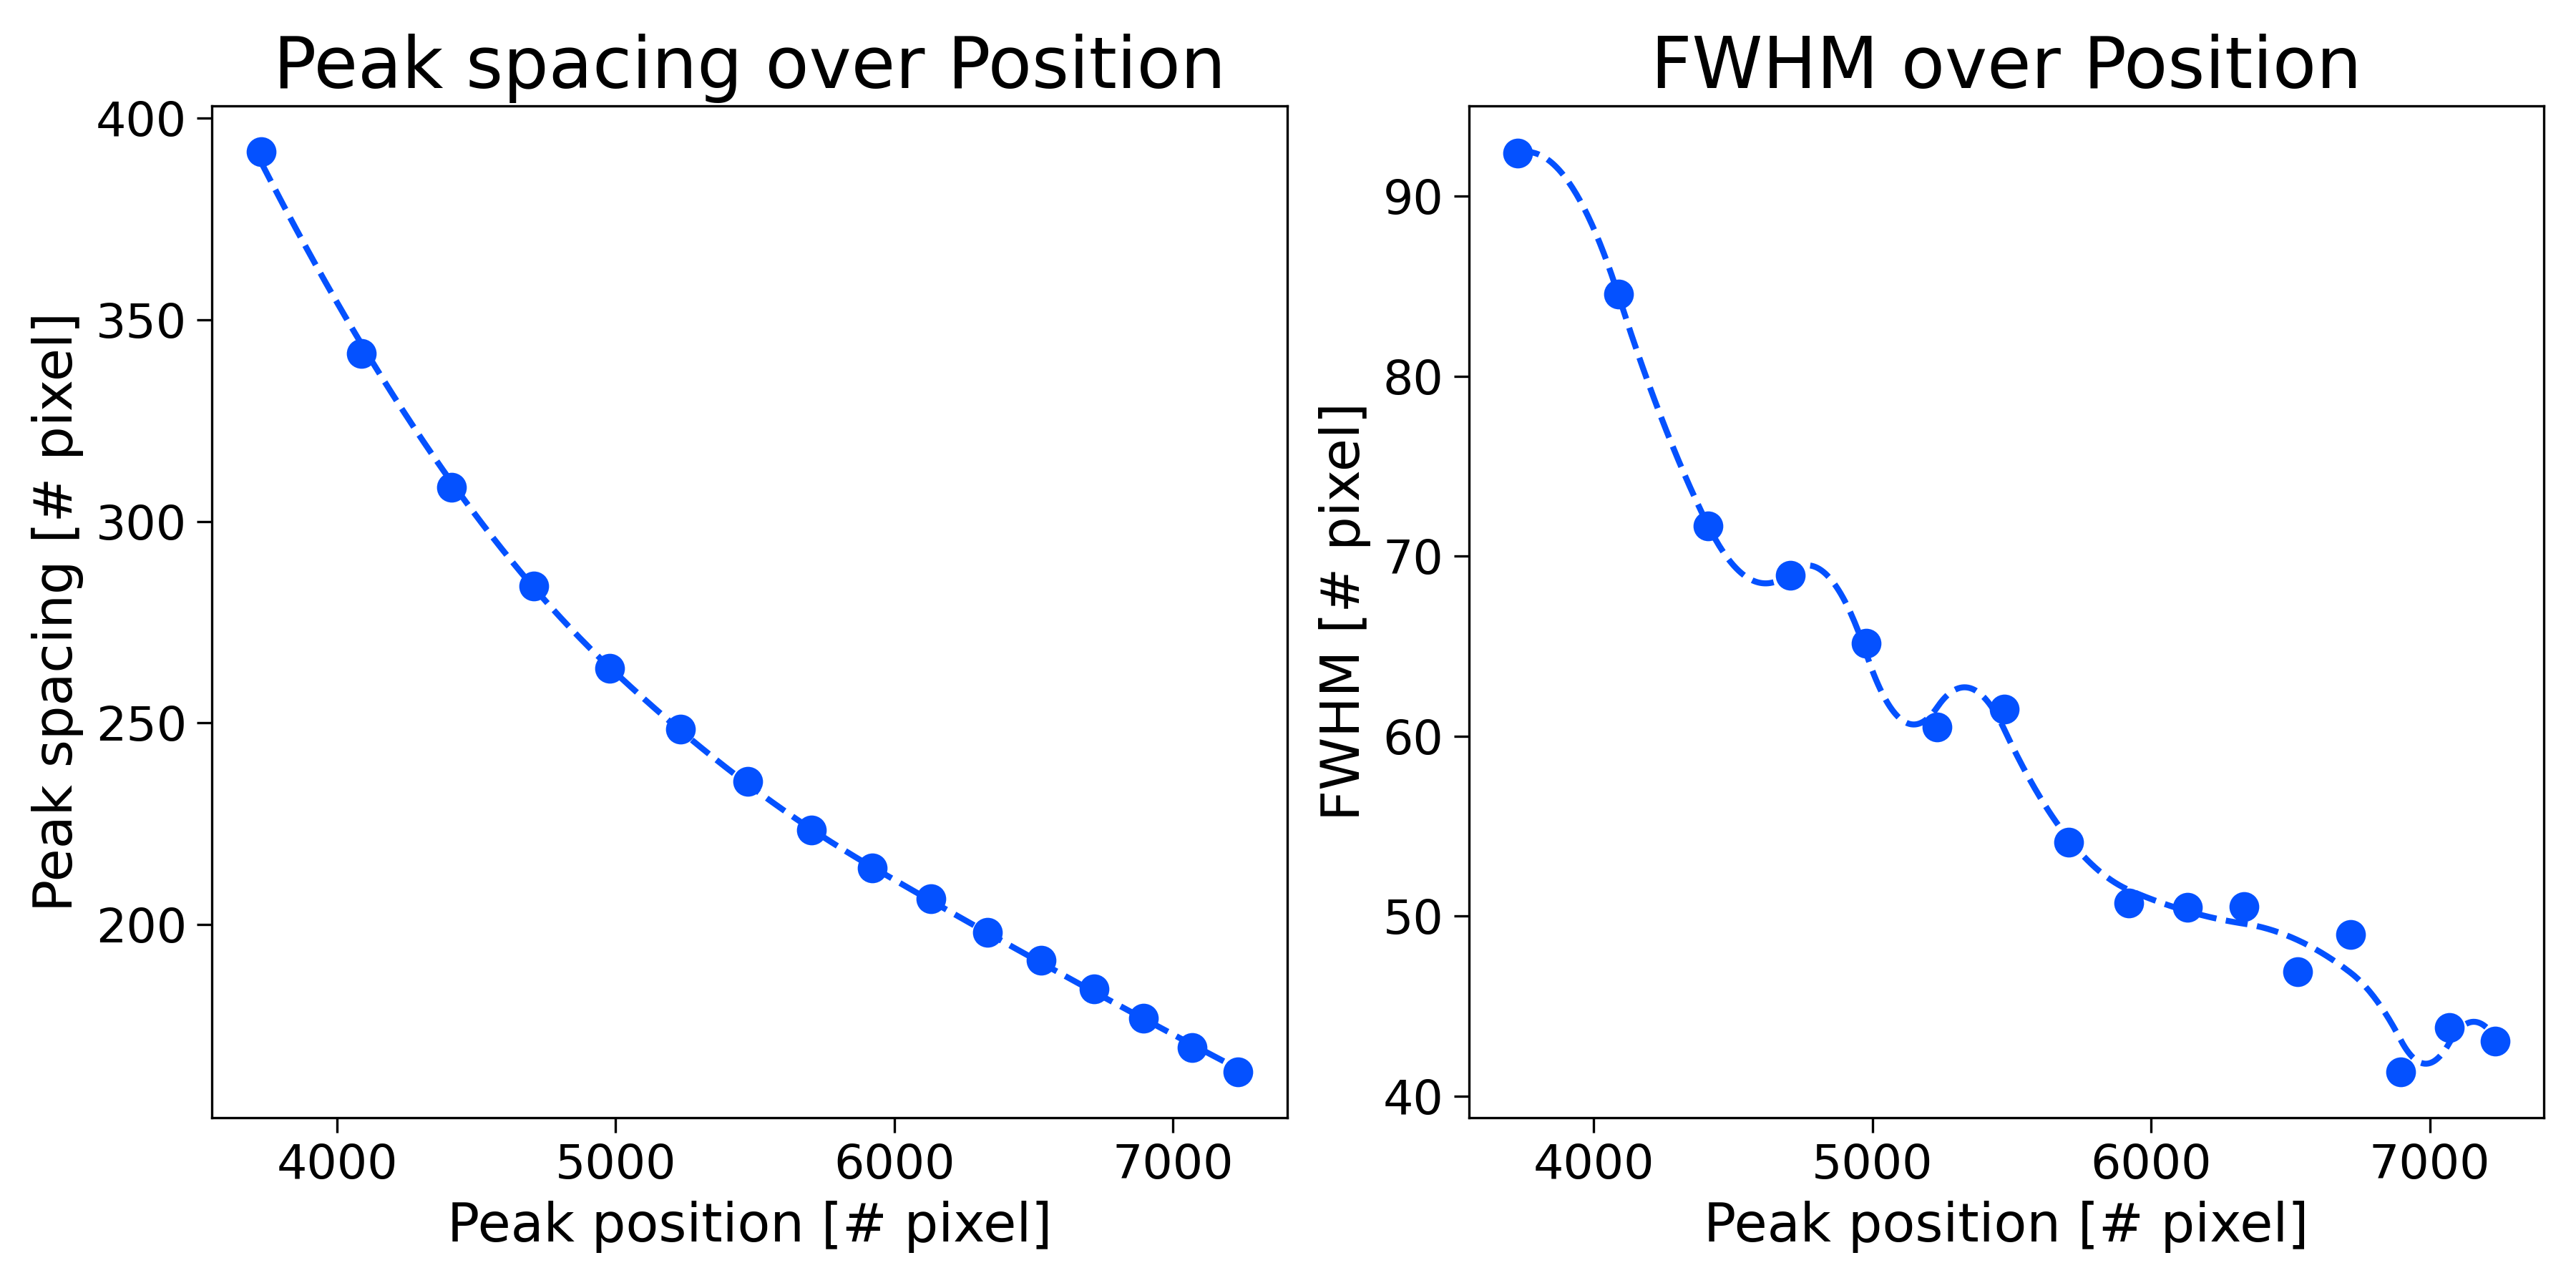 Peak spacing over Position
400
350
300
250
200
Peak spacing [# pixel]
4000 5000 6000 7000
Peak position [# pixel]
FWHM over Position
90
80
70
60
50
40
FWHM [# pixel]
4000 5000 6000 7000
Peak position [# pixel]